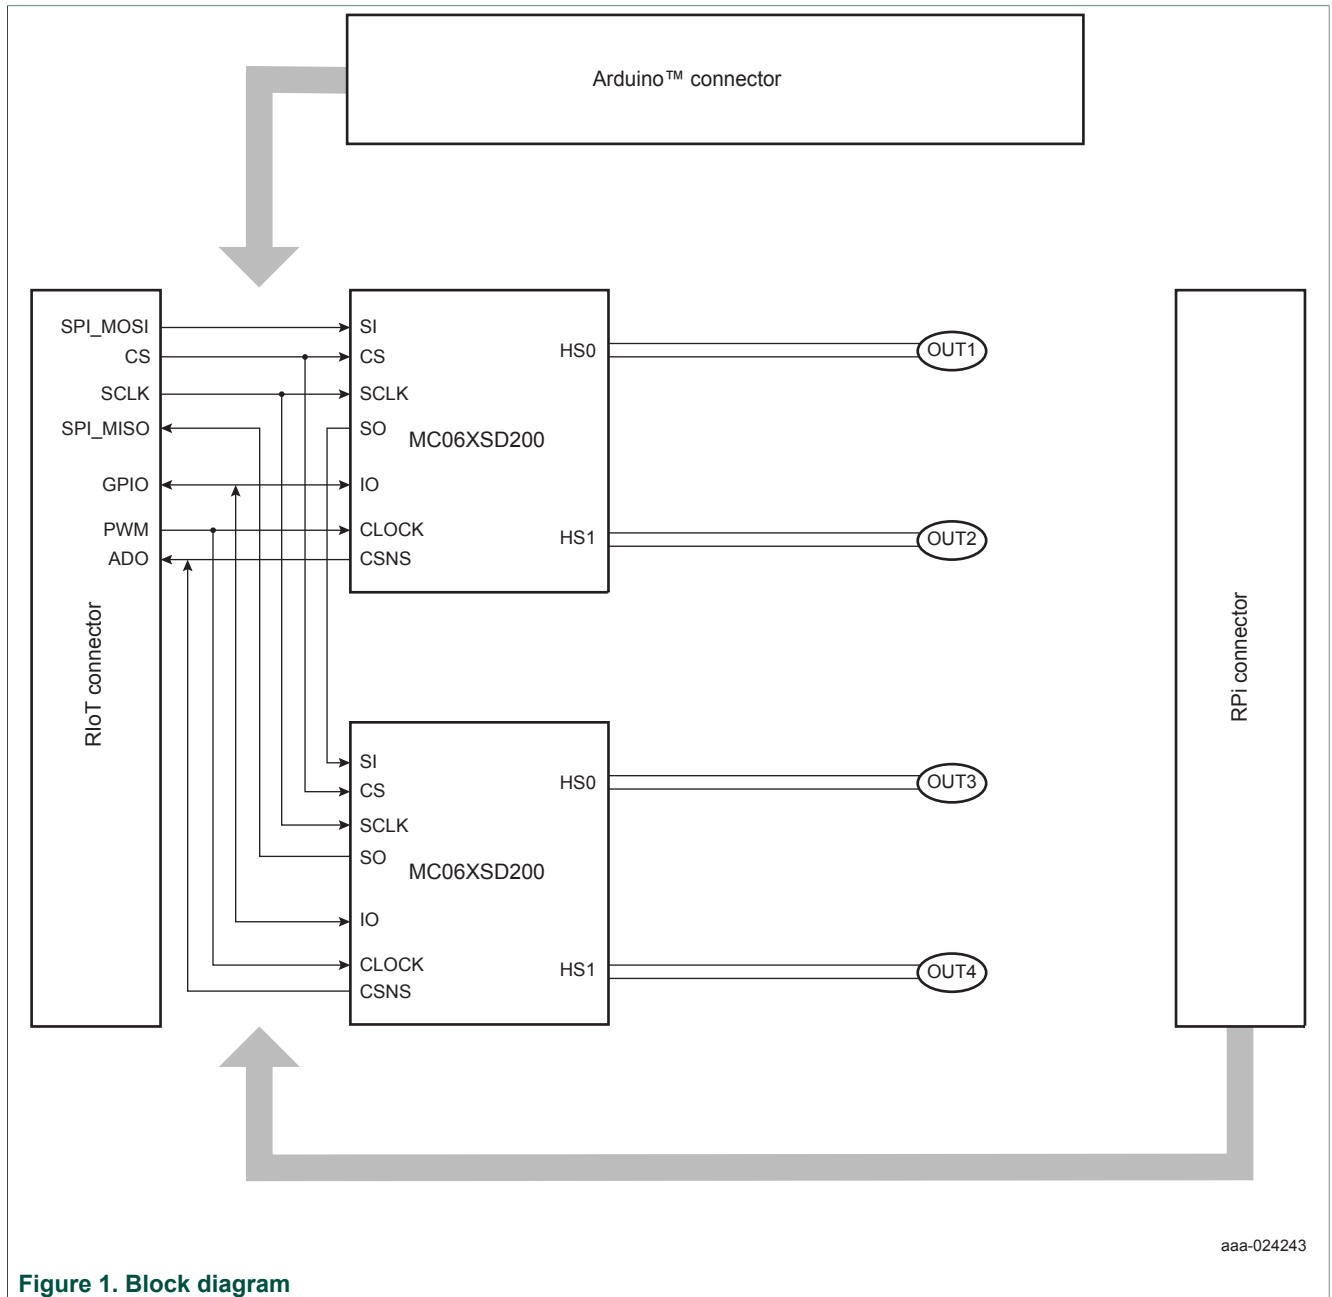 Arduino™ connector
RIoT connector
SPI_MOSI
CS
SCLK
SPI_MISO
GPIO
PWM
ADO
SI
CS
SCLK
SO
IO
CLOCK
CSNS
MC06XSD200
HS0
HS1
OUT1
OUT2
SI
CS
SCLK
SO
IO
CLOCK
CSNS
MC06XSD200
HS0
HS1
OUT3
OUT4
RPi connector
aaa-024243
Figure 1. Block diagram